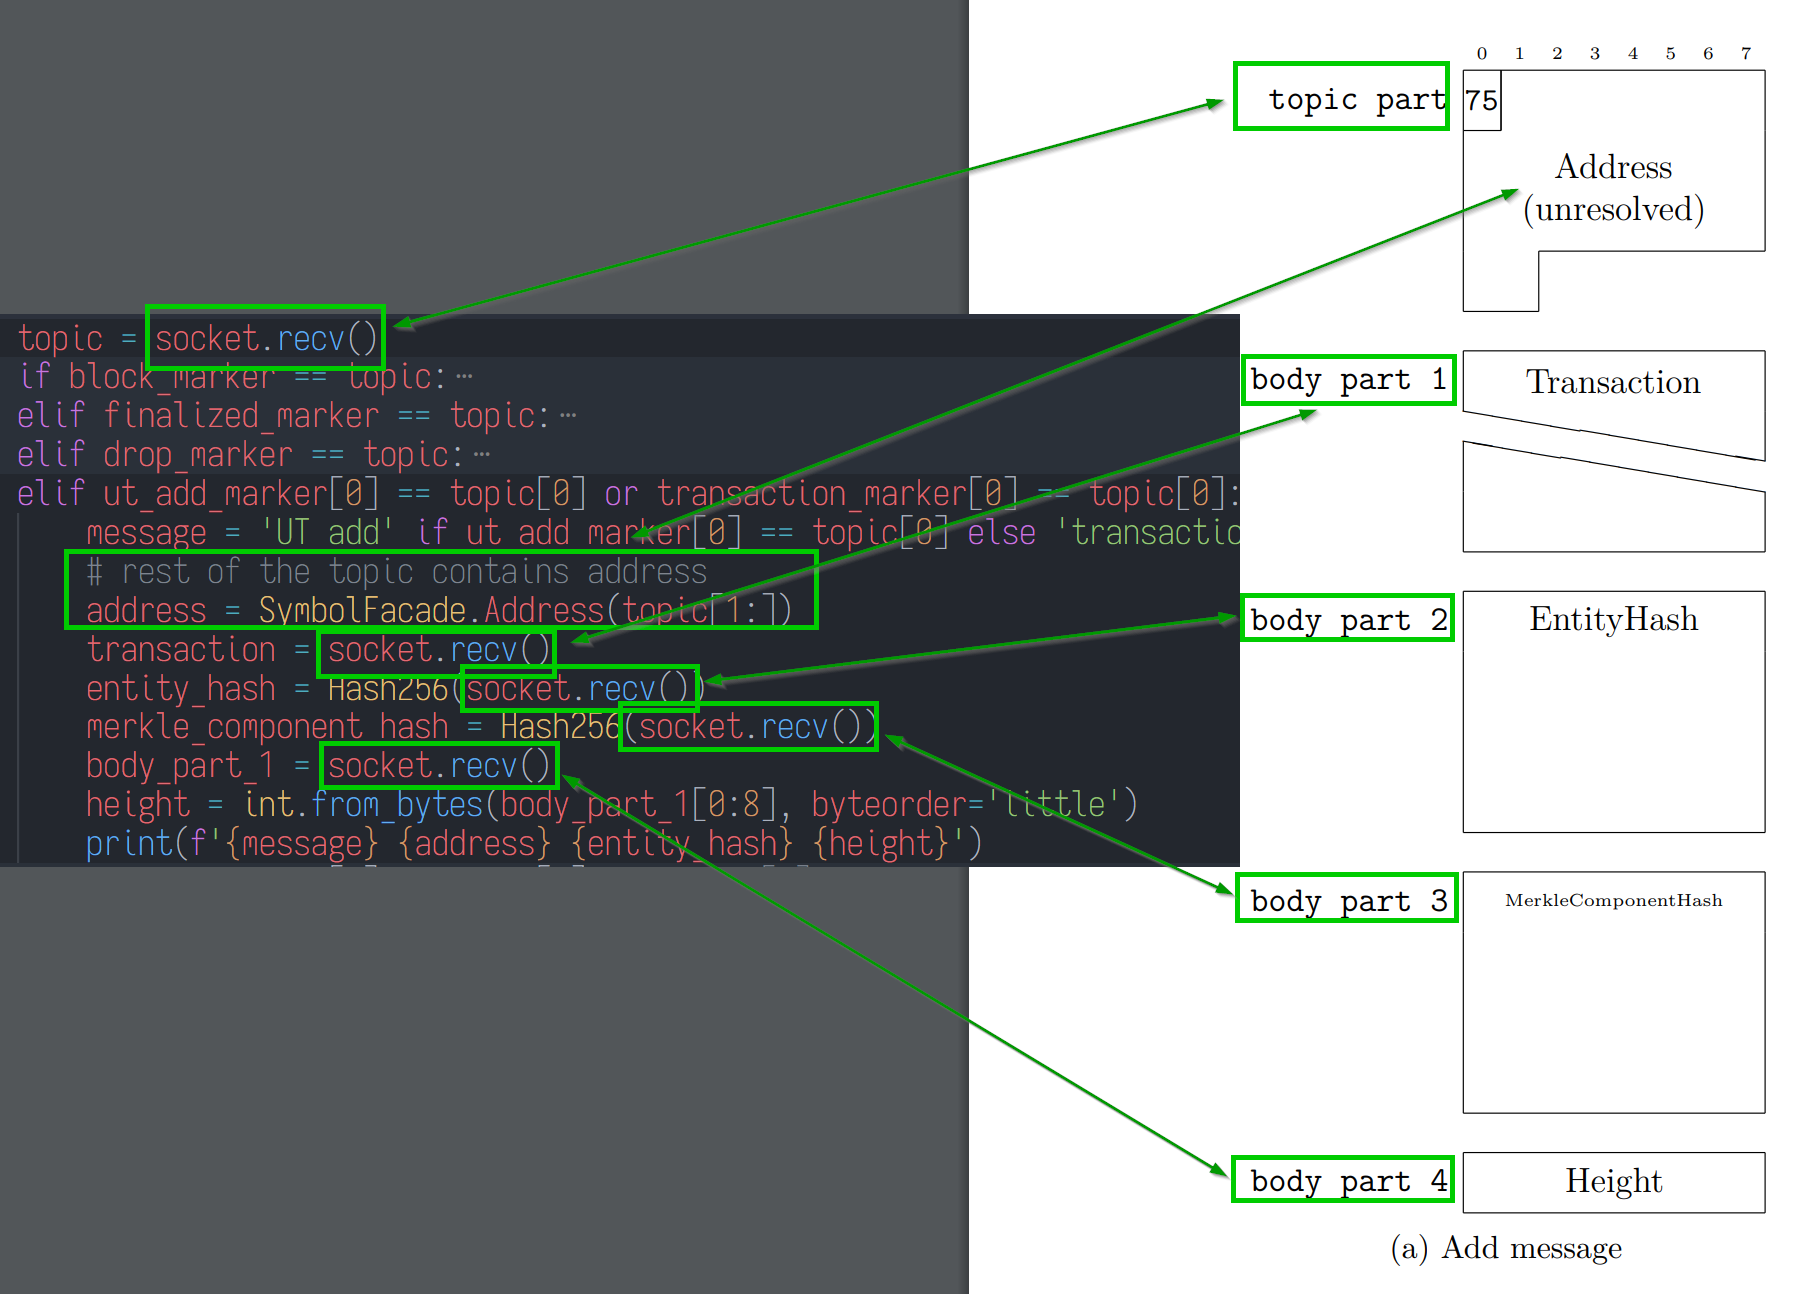 topic = socket.recv()
if block_marker == topic:…
elif finalized_marker == topic:…
elif drop_marker == topic:…
elif ut_add_marker[0] == topic[0] or transaction_marker[0] == topic[0]:
message = 'UT add' if ut_add_marker[0] == topic[0] else 'transactic
# rest of the topic contains address
address = SymbolFacade.Address(topic[1:])
transaction = socket.recv()
entity_hash = Hash256(socket.recv())
merkle_component_hash = Hash256(socket.recv())
body_part_1 = socket.recv()
height = int.from_bytes(body_part_1[0:8], byteorder='little')
print(f'{message} {address} {entity_hash} {height}')
0 1 2 3 4 5 6 7
topic part 75
Address
(unresolved)
body part 1 Transaction
body part 2 EntityHash
body part 3 MerkleComponentHash
body part 4 Height
(a) Add message